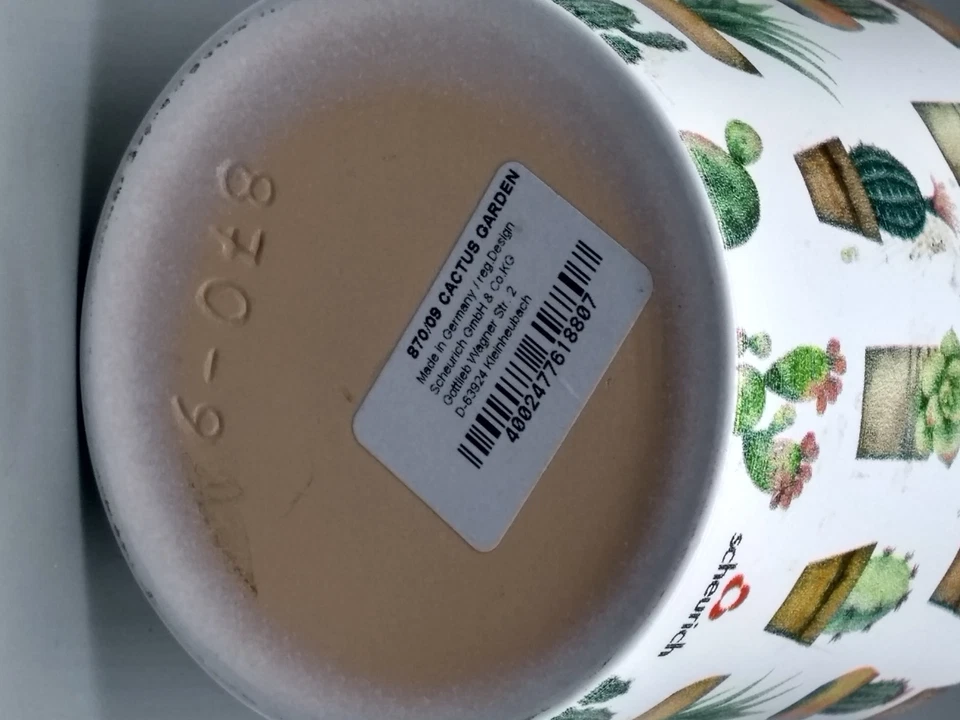 870/09 CACTUS GARDEN
Made in Germany / reg.Design
Scheurich GmbH & Co.KG
Gottlieb Wagner Str. 2
D-63924 Kleinheubach
4002477618807
870-9
scheurich